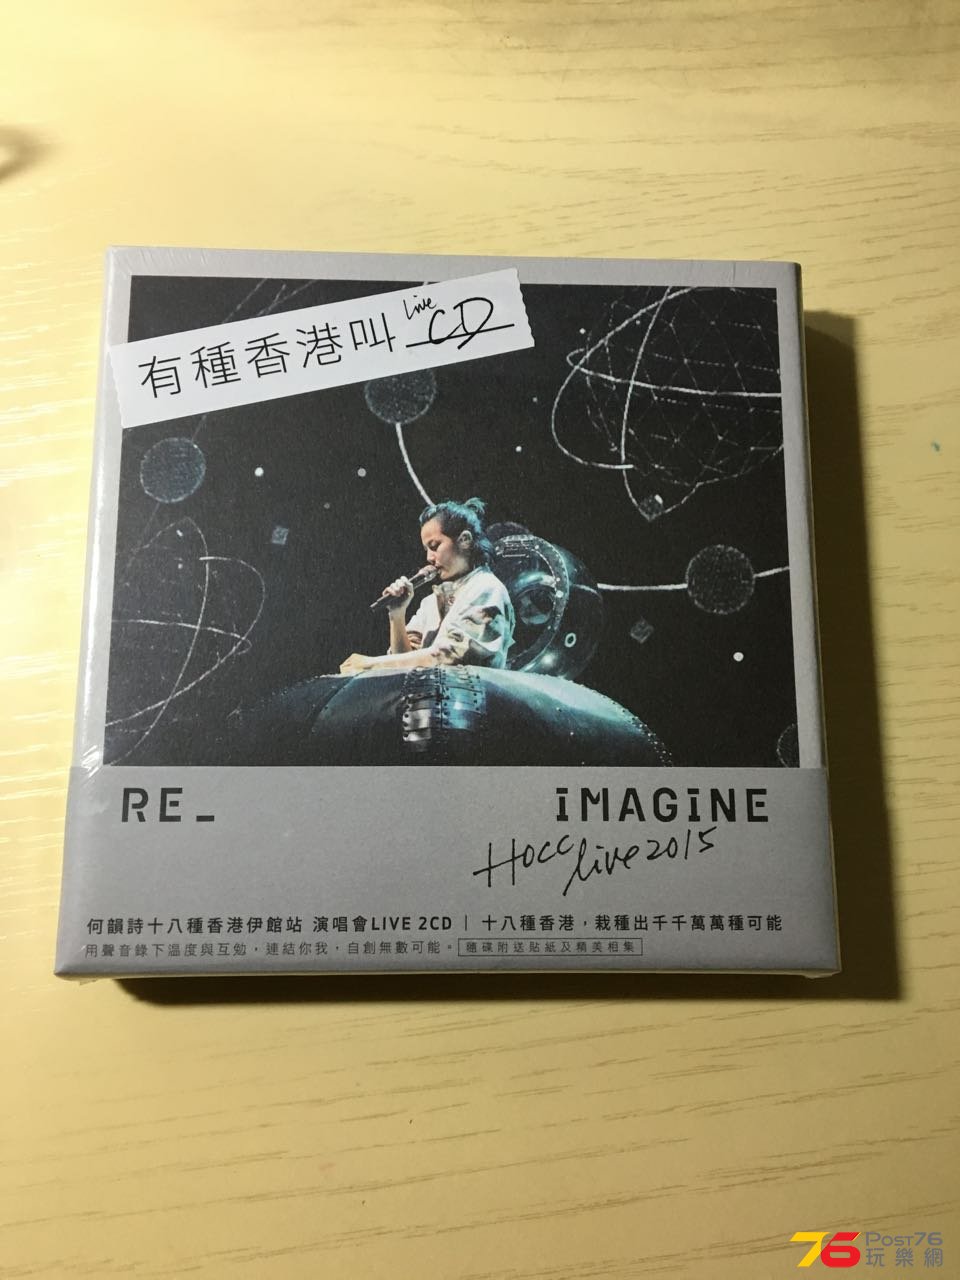 有種香港叫 Live CD
RE_ iMAGiNE
HOCC live 2015
何韻詩十八種香港伊館站 演唱會LIVE 2CD | 十八種香港，栽種出千千萬萬種可能
用聲音錄下溫度與互勉，連結你我，自創無數可能。 隨碟附送貼紙及精美相集
76 POST76
玩樂網